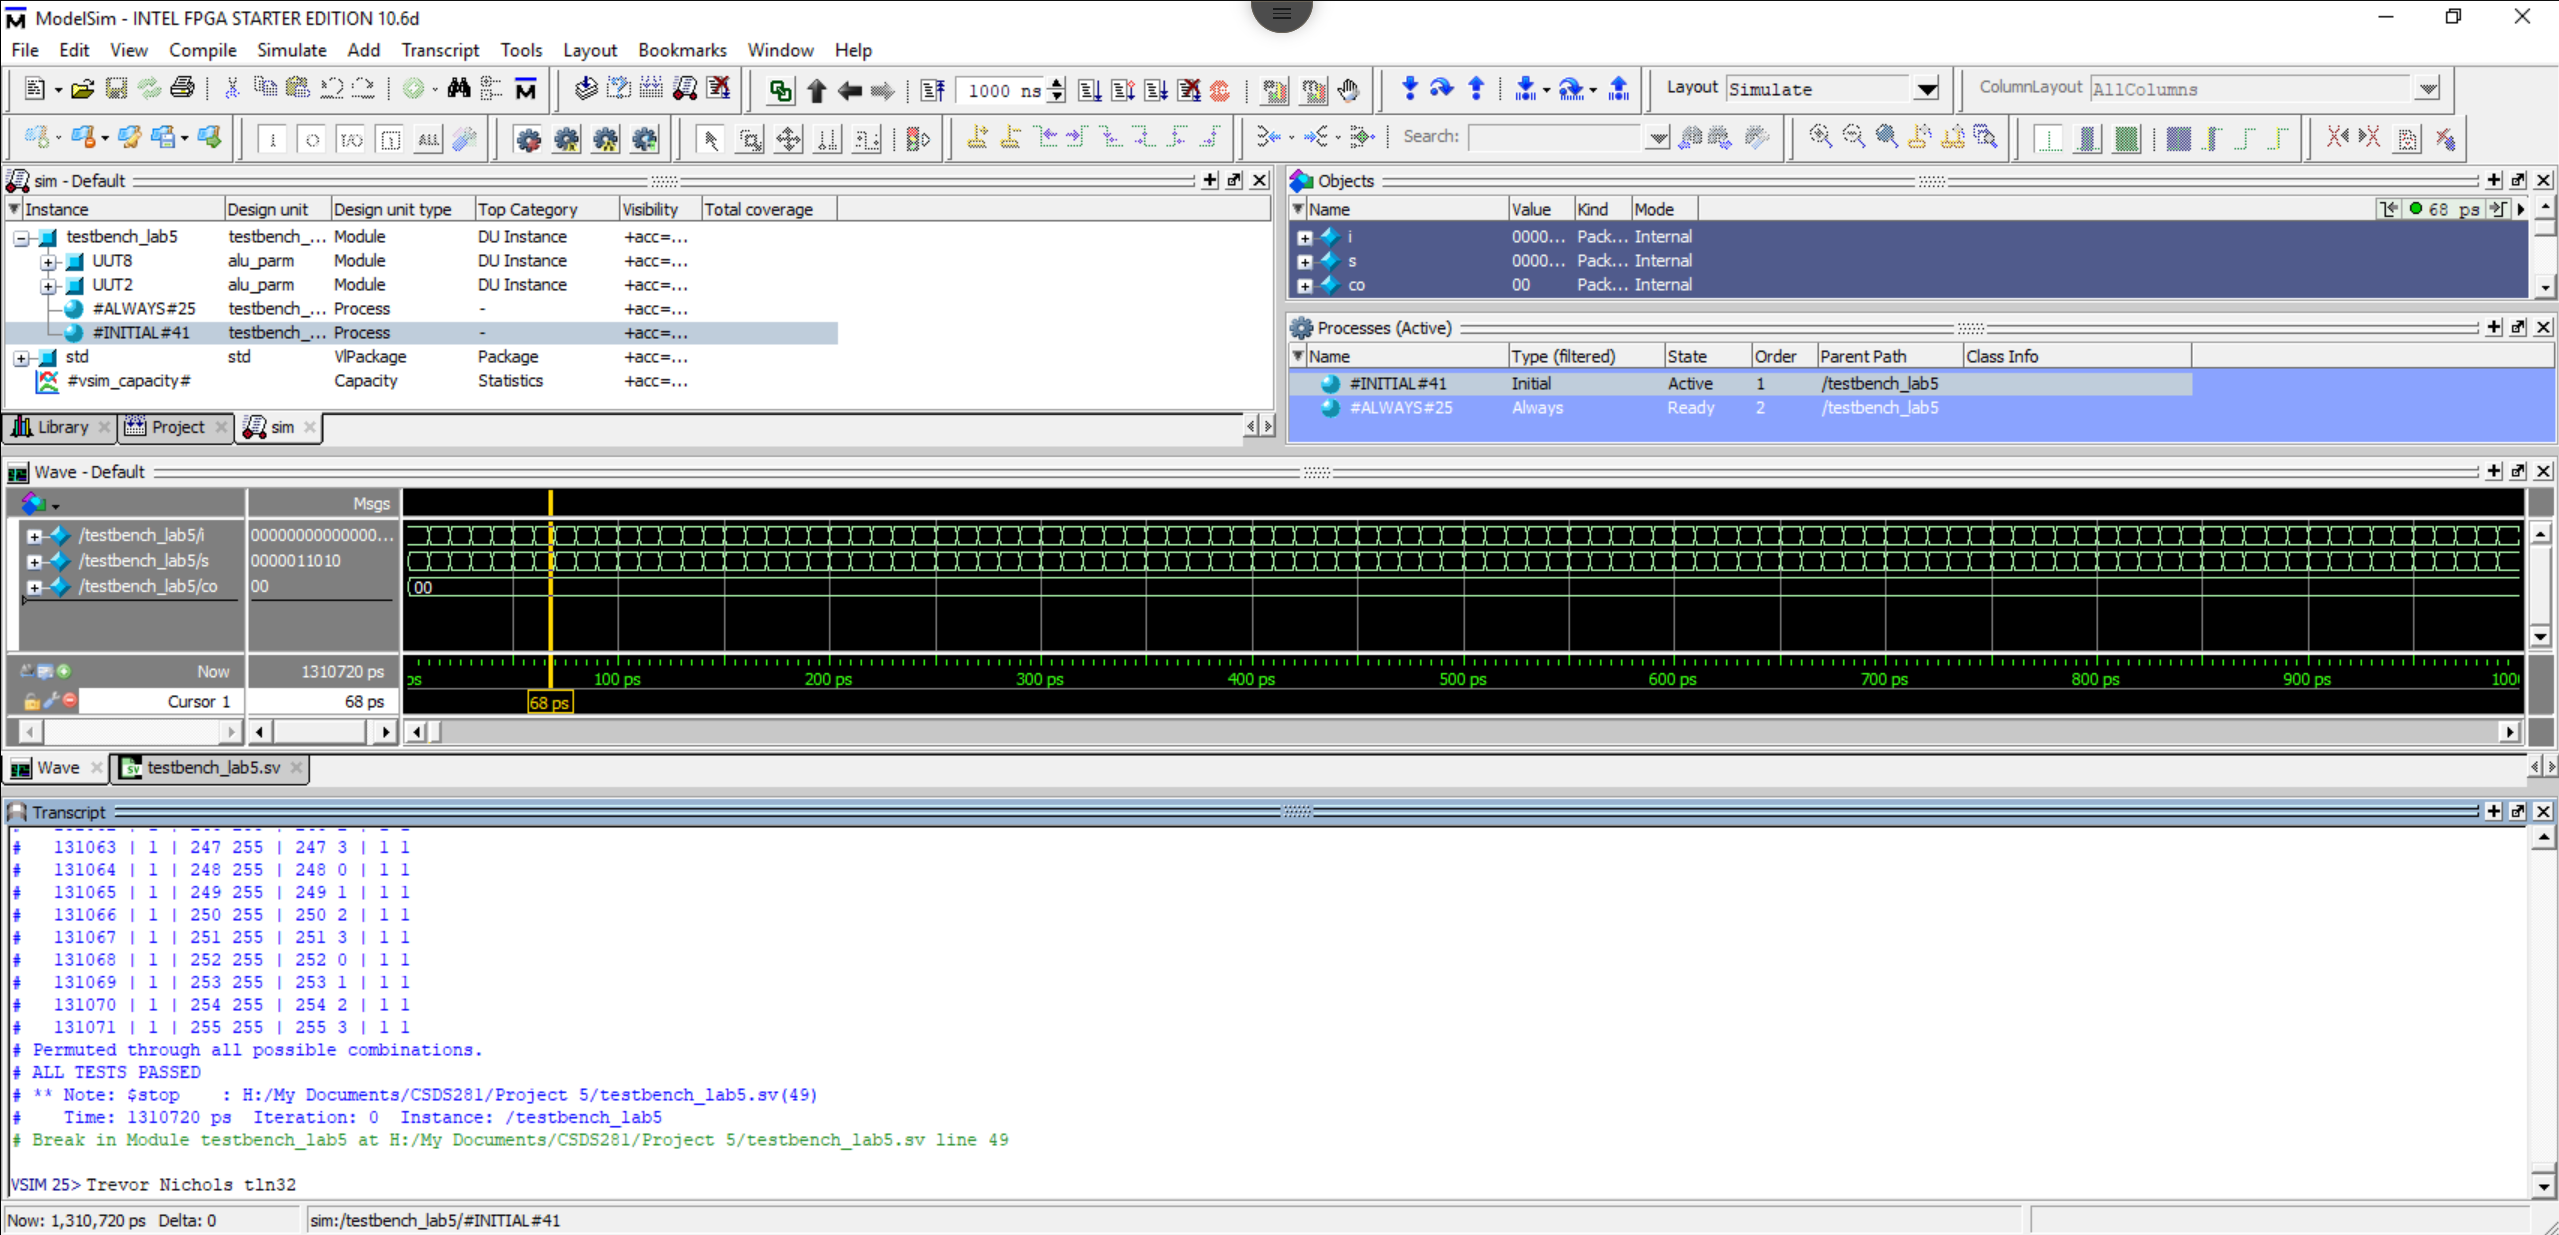 ModelSim - INTEL FPGA STARTER EDITION 10.6d
File Edit View Compile Simulate Add Transcript Tools Layout Bookmarks Window Help
1000 ns
Layout Simulate
ColumnLayout AllColumns
Search:
sim - Default
Instance Design unit Design unit type Top Category Visibility Total coverage
testbench_lab5 testbench_... Module DU Instance +acc=...
UUT8 alu_parm Module DU Instance +acc=...
UUT2 alu_parm Module DU Instance +acc=...
#ALWAYS#25 testbench_... Process - +acc=...
#INITIAL#41 testbench_... Process - +acc=...
std std VlPackage Package +acc=...
#vsim_capacity# Capacity Statistics +acc=...
Library Project sim
Objects
Name Value Kind Mode 68 ps
i 0000... Pack... Internal
s 0000... Pack... Internal
co 00 Pack... Internal
Processes (Active)
Name Type (filtered) State Order Parent Path Class Info
#INITIAL#41 Initial Active 1 /testbench_lab5
#ALWAYS#25 Always Ready 2 /testbench_lab5
Wave - Default
Msgs
/testbench_lab5/i 00000000000000...
/testbench_lab5/s 0000011010
/testbench_lab5/co 00 00
Now 1310720 ps ps 100 ps 200 ps 300 ps 400 ps 500 ps 600 ps 700 ps 800 ps 900 ps 100
Cursor 1 68 ps 68 ps
Wave testbench_lab5.sv
Transcript
# 131063 | 1 | 247 255 | 247 3 | 1 1
# 131064 | 1 | 248 255 | 248 0 | 1 1
# 131065 | 1 | 249 255 | 249 1 | 1 1
# 131066 | 1 | 250 255 | 250 2 | 1 1
# 131067 | 1 | 251 255 | 251 3 | 1 1
# 131068 | 1 | 252 255 | 252 0 | 1 1
# 131069 | 1 | 253 255 | 253 1 | 1 1
# 131070 | 1 | 254 255 | 254 2 | 1 1
# 131071 | 1 | 255 255 | 255 3 | 1 1
# Permuted through all possible combinations.
# ALL TESTS PASSED
# ** Note: $stop : H:/My Documents/CSDS281/Project 5/testbench_lab5.sv(49)
# Time: 1310720 ps Iteration: 0 Instance: /testbench_lab5
# Break in Module testbench_lab5 at H:/My Documents/CSDS281/Project 5/testbench_lab5.sv line 49
VSIM 25> Trevor Nichols tln32
Now: 1,310,720 ps Delta: 0 sim:/testbench_lab5/#INITIAL#41